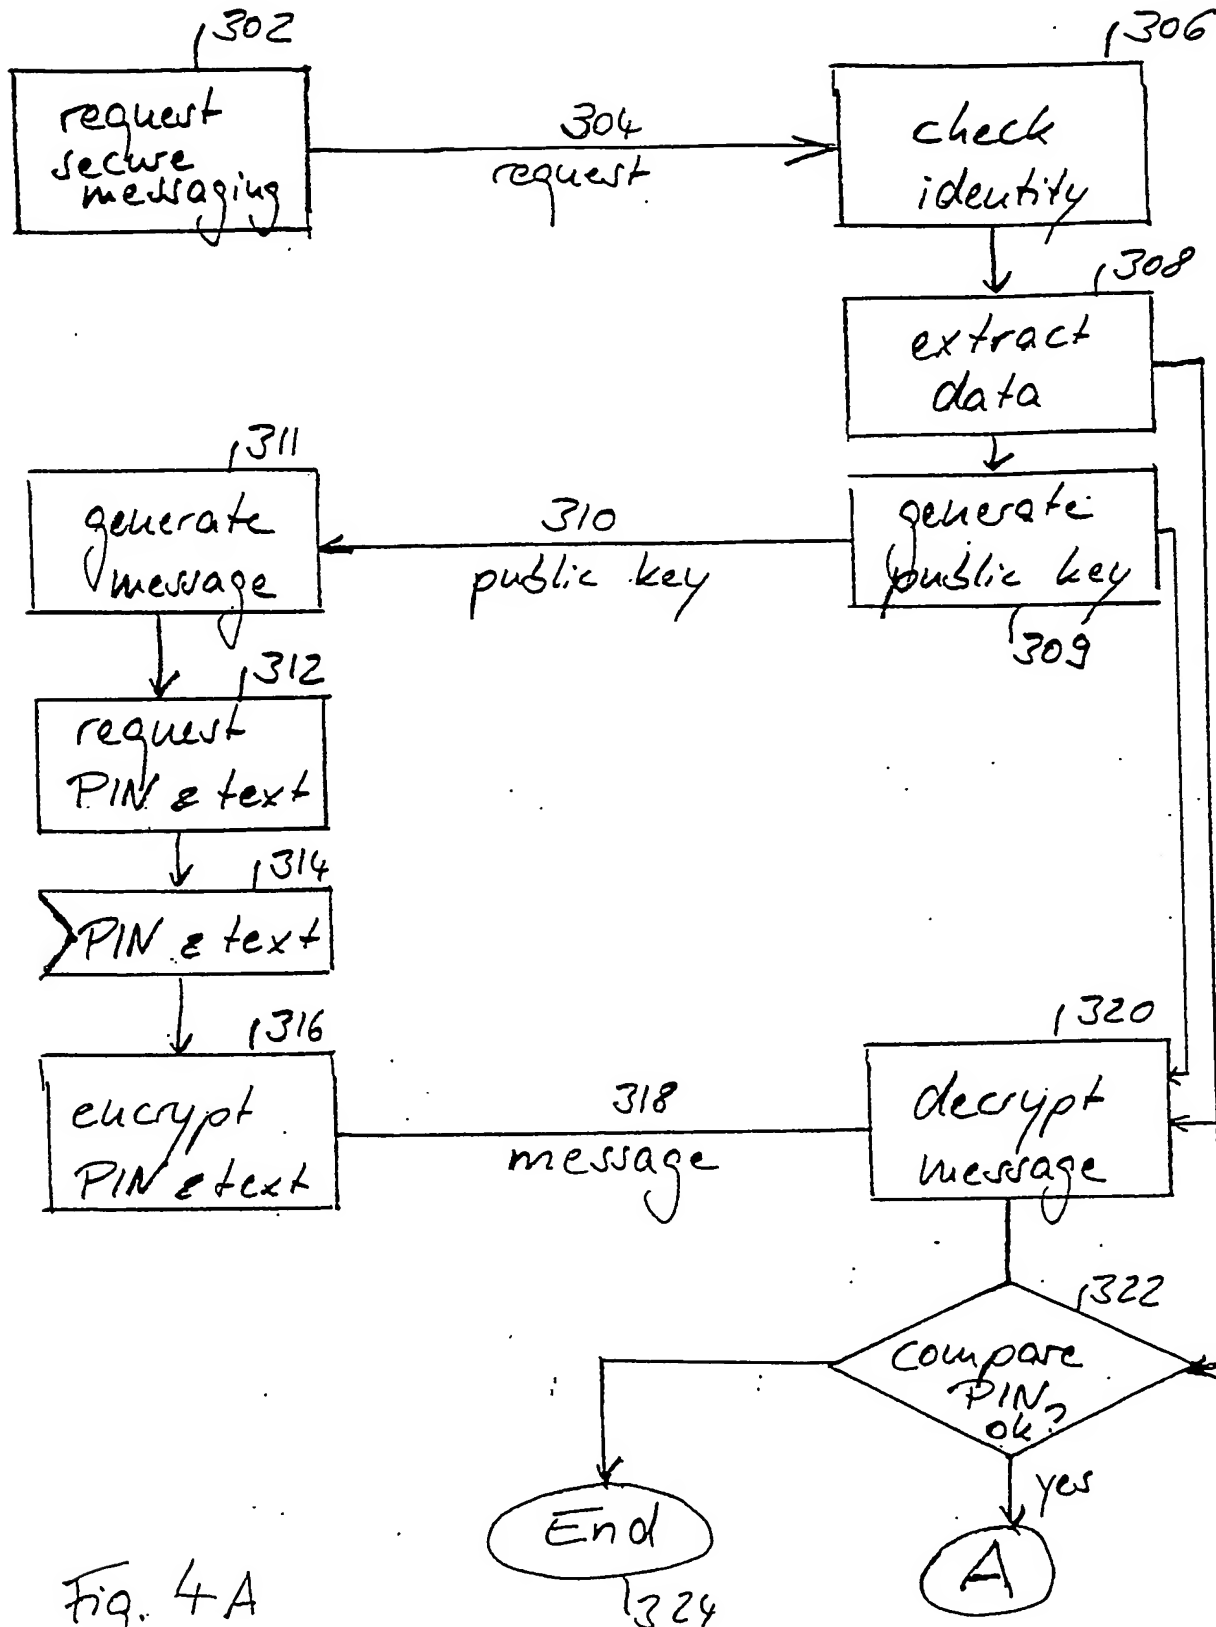 302
request
secure
messaging
304
request
306
check
identity
308
extract
data
311
generate
message
310
public key
generate
public key
309
312
request
PIN & text
314
PIN & text
316
encrypt
PIN & text
318
message
320
decrypt
message
322
compare
PIN
ok?
yes
End
324
A
Fig. 4A